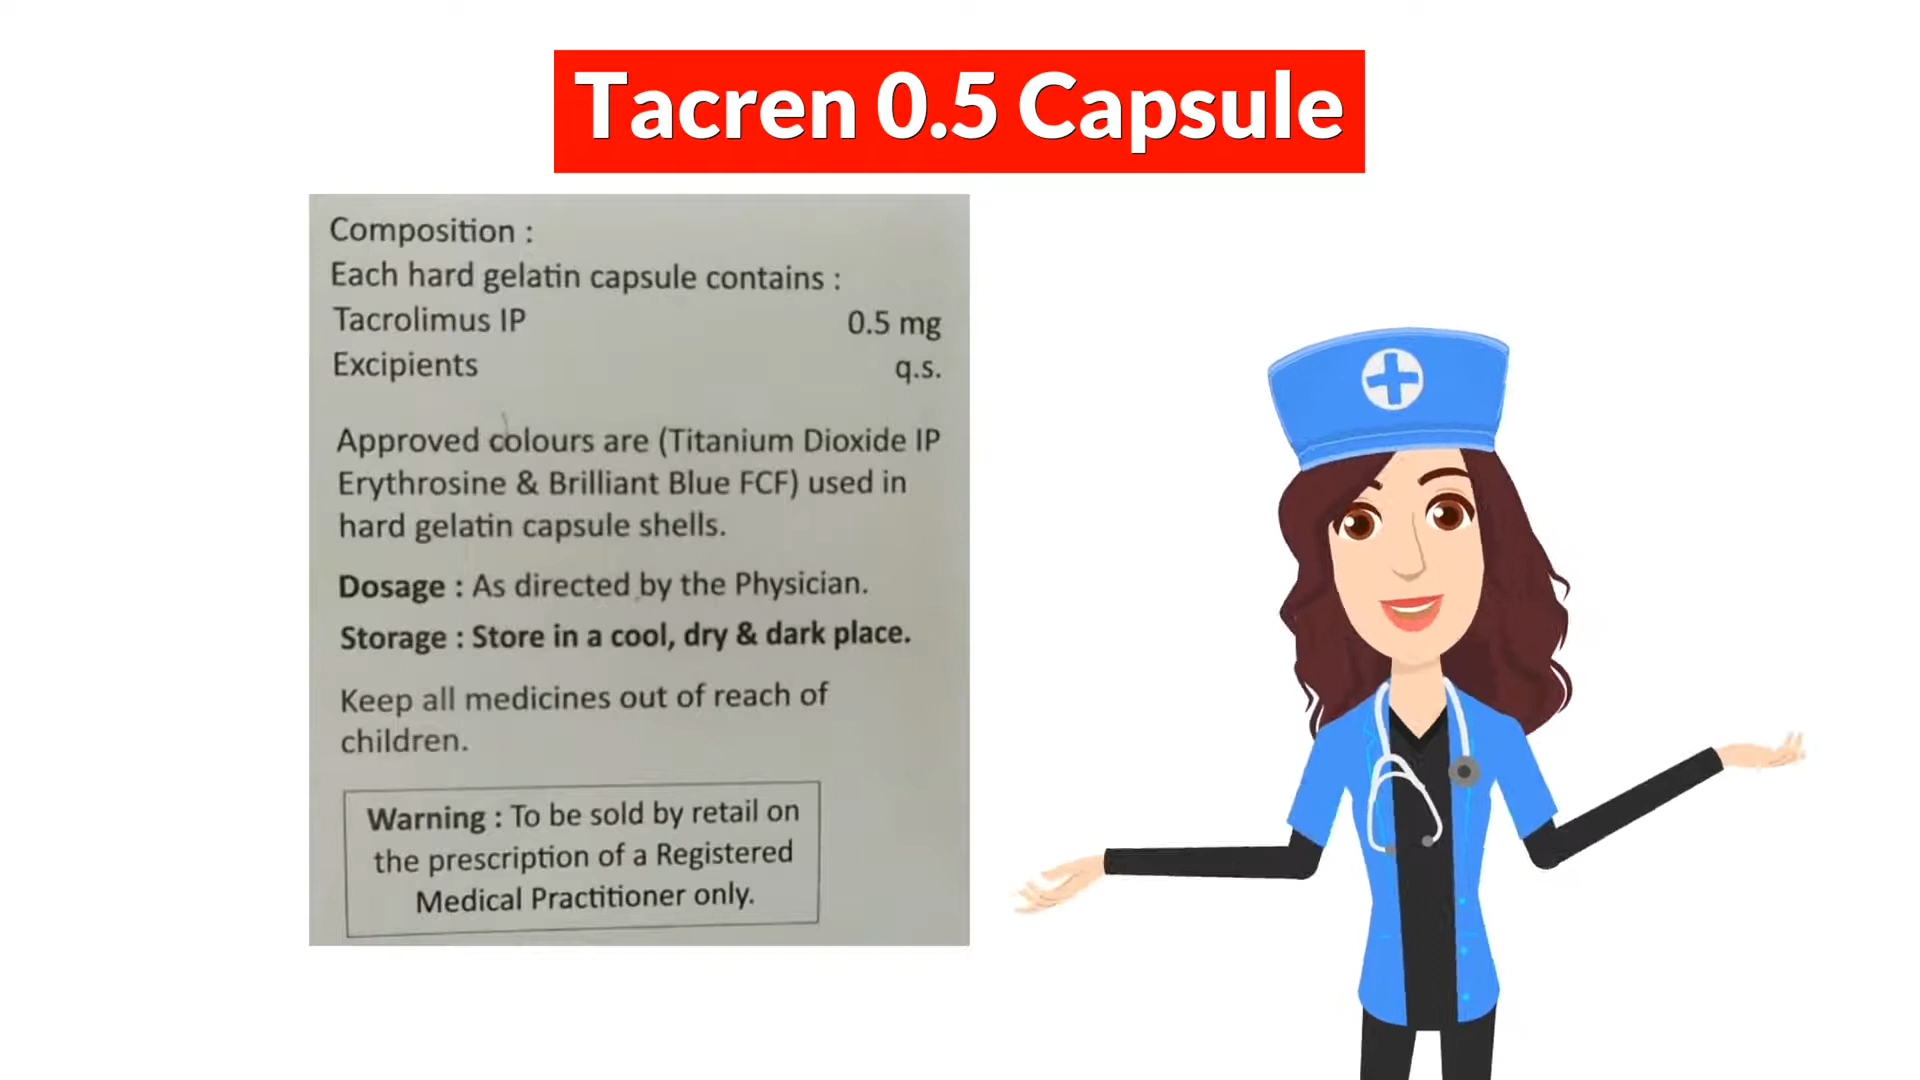 Tacren 0.5 Capsule
Composition :
Each hard gelatin capsule contains :
Tacrolimus IP 0.5 mg
Excipients q.s.
Approved colours are (Titanium Dioxide IP
Erythrosine & Brilliant Blue FCF) used in
hard gelatin capsule shells.
Dosage : As directed by the Physician.
Storage : Store in a cool, dry & dark place.
Keep all medicines out of reach of
children.
Warning : To be sold by retail on
the prescription of a Registered
Medical Practitioner only.